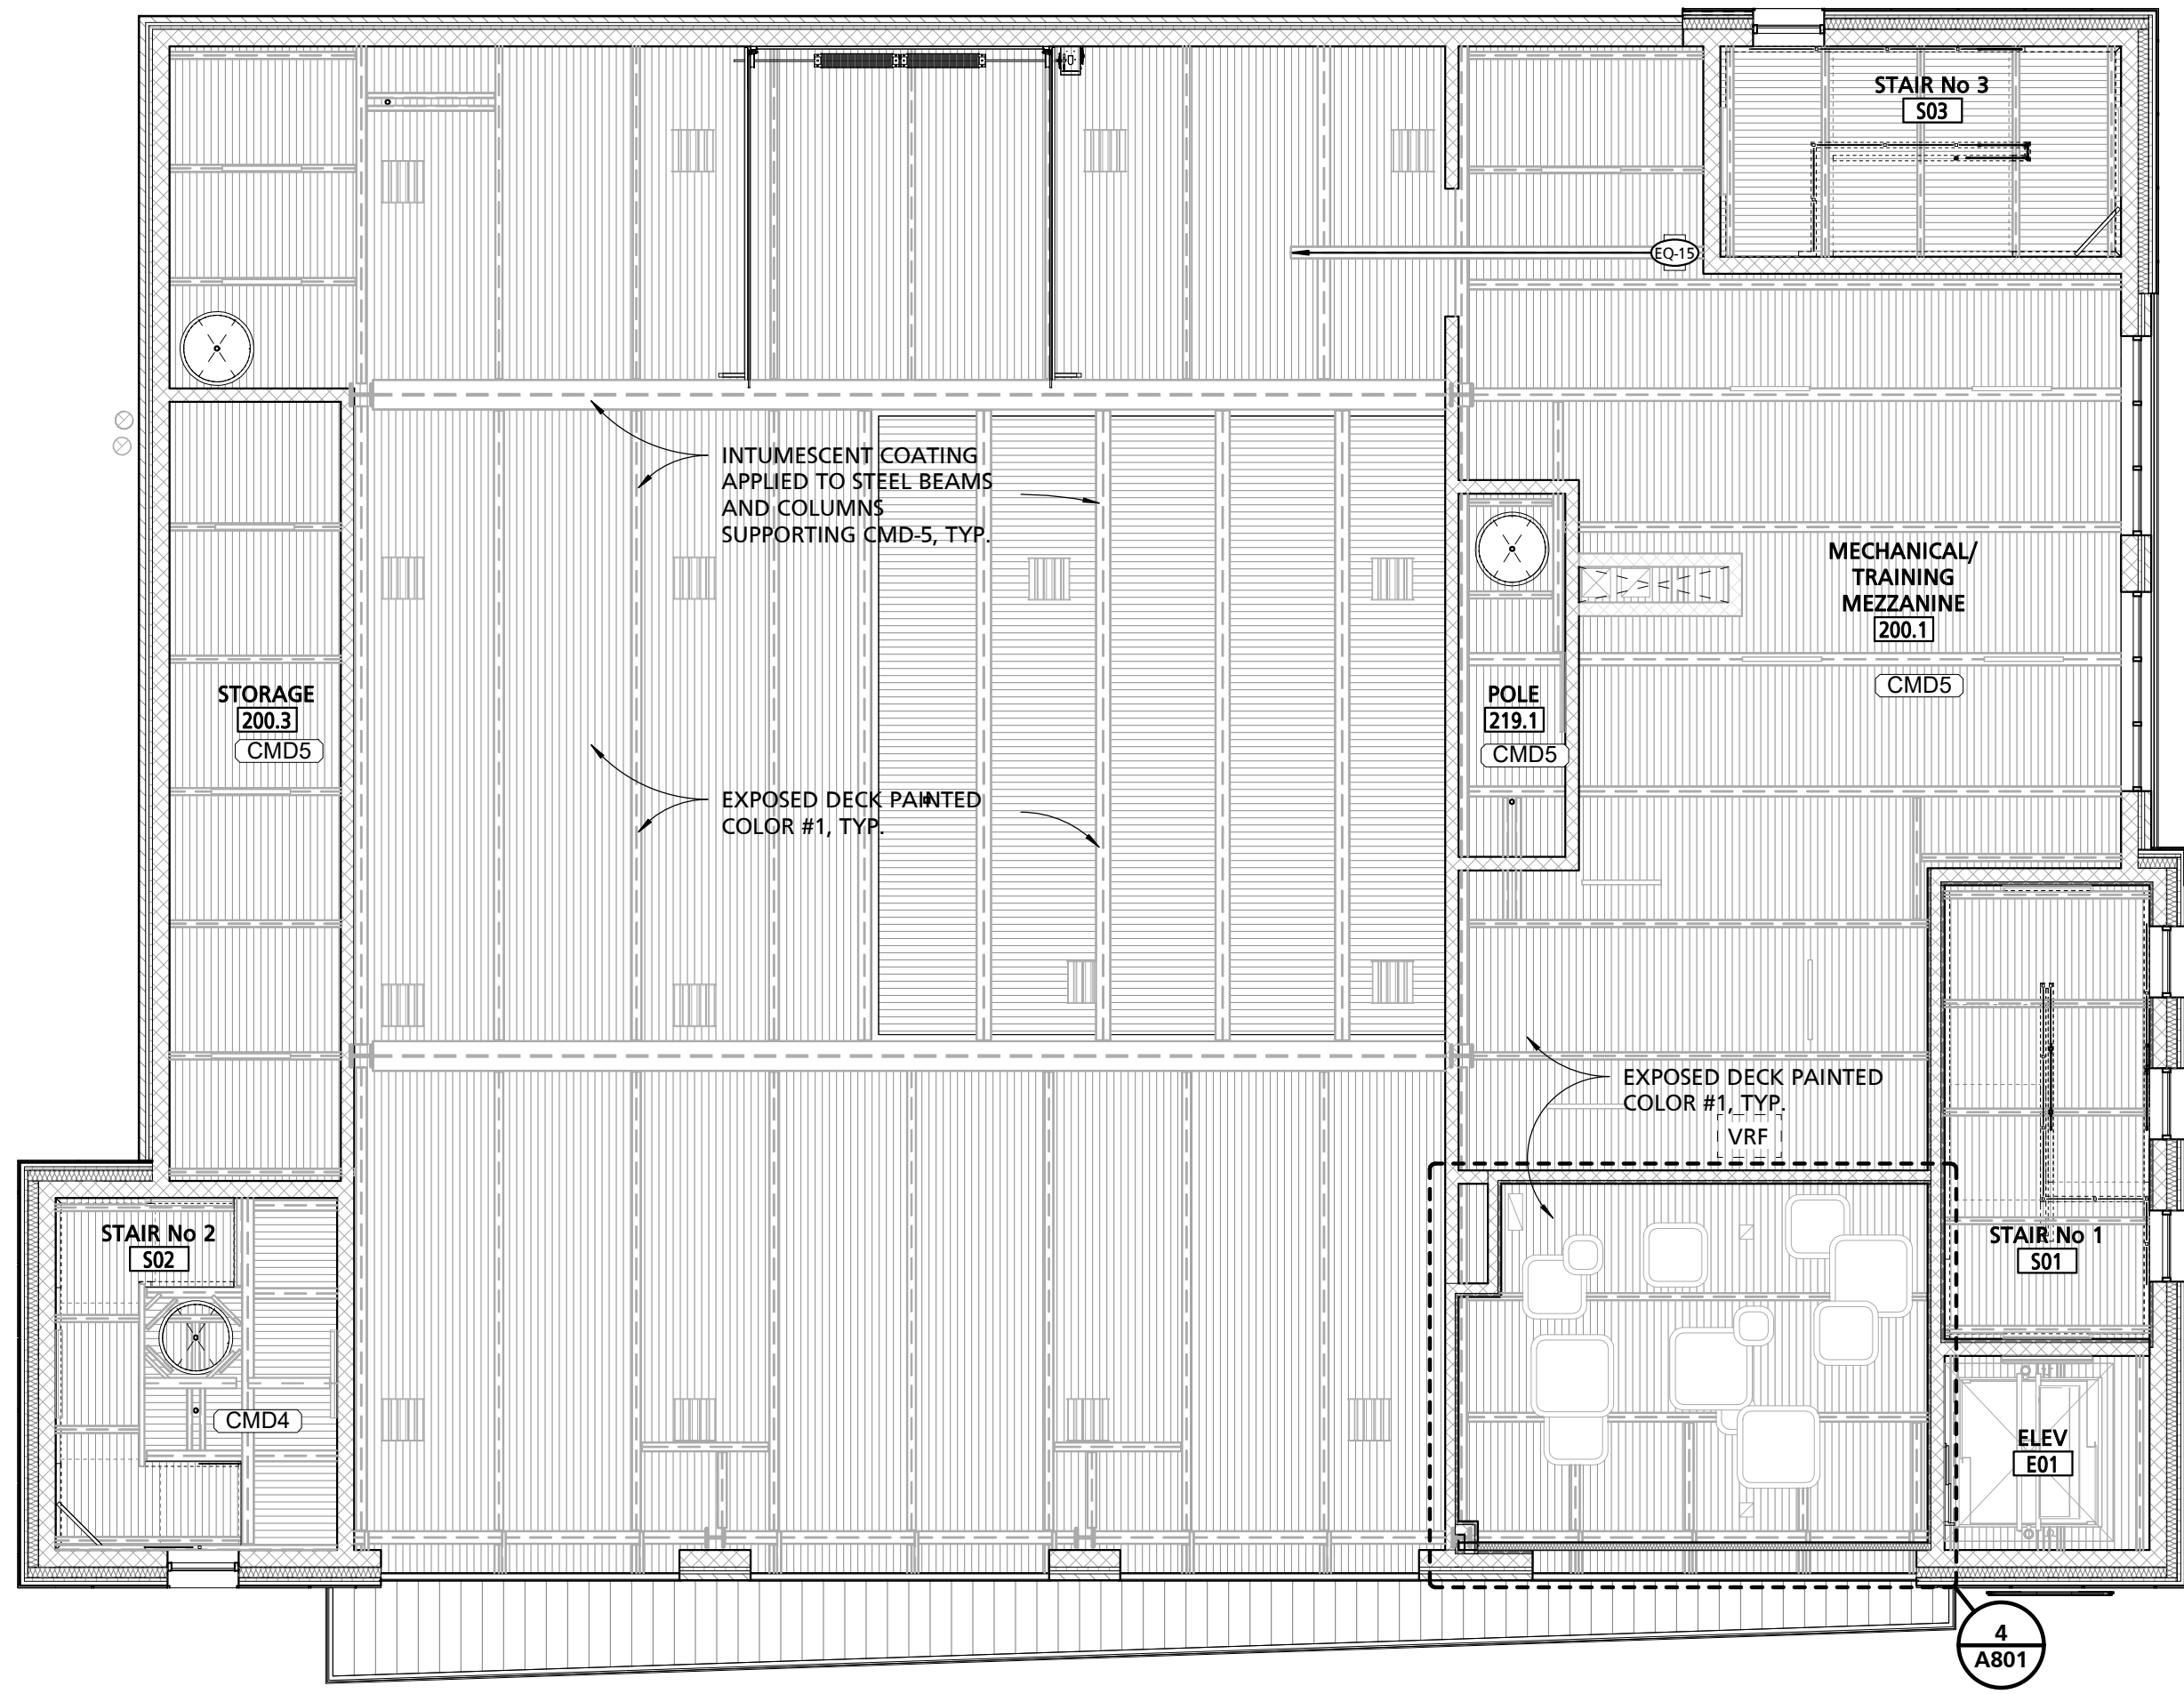 STAIR No 3
S03
EQ-15
INTUMESCENT COATING
APPLIED TO STEEL BEAMS
AND COLUMNS
SUPPORTING CMD-5, TYP.
MECHANICAL/
TRAINING
MEZZANINE
200.1
CMD5
STORAGE
200.3
CMD5
POLE
219.1
CMD5
EXPOSED DECK PAINTED
COLOR #1, TYP.
EXPOSED DECK PAINTED
COLOR #1, TYP.
VRF
STAIR No 2
S02
STAIR No 1
S01
CMD4
ELEV
E01
4
A801